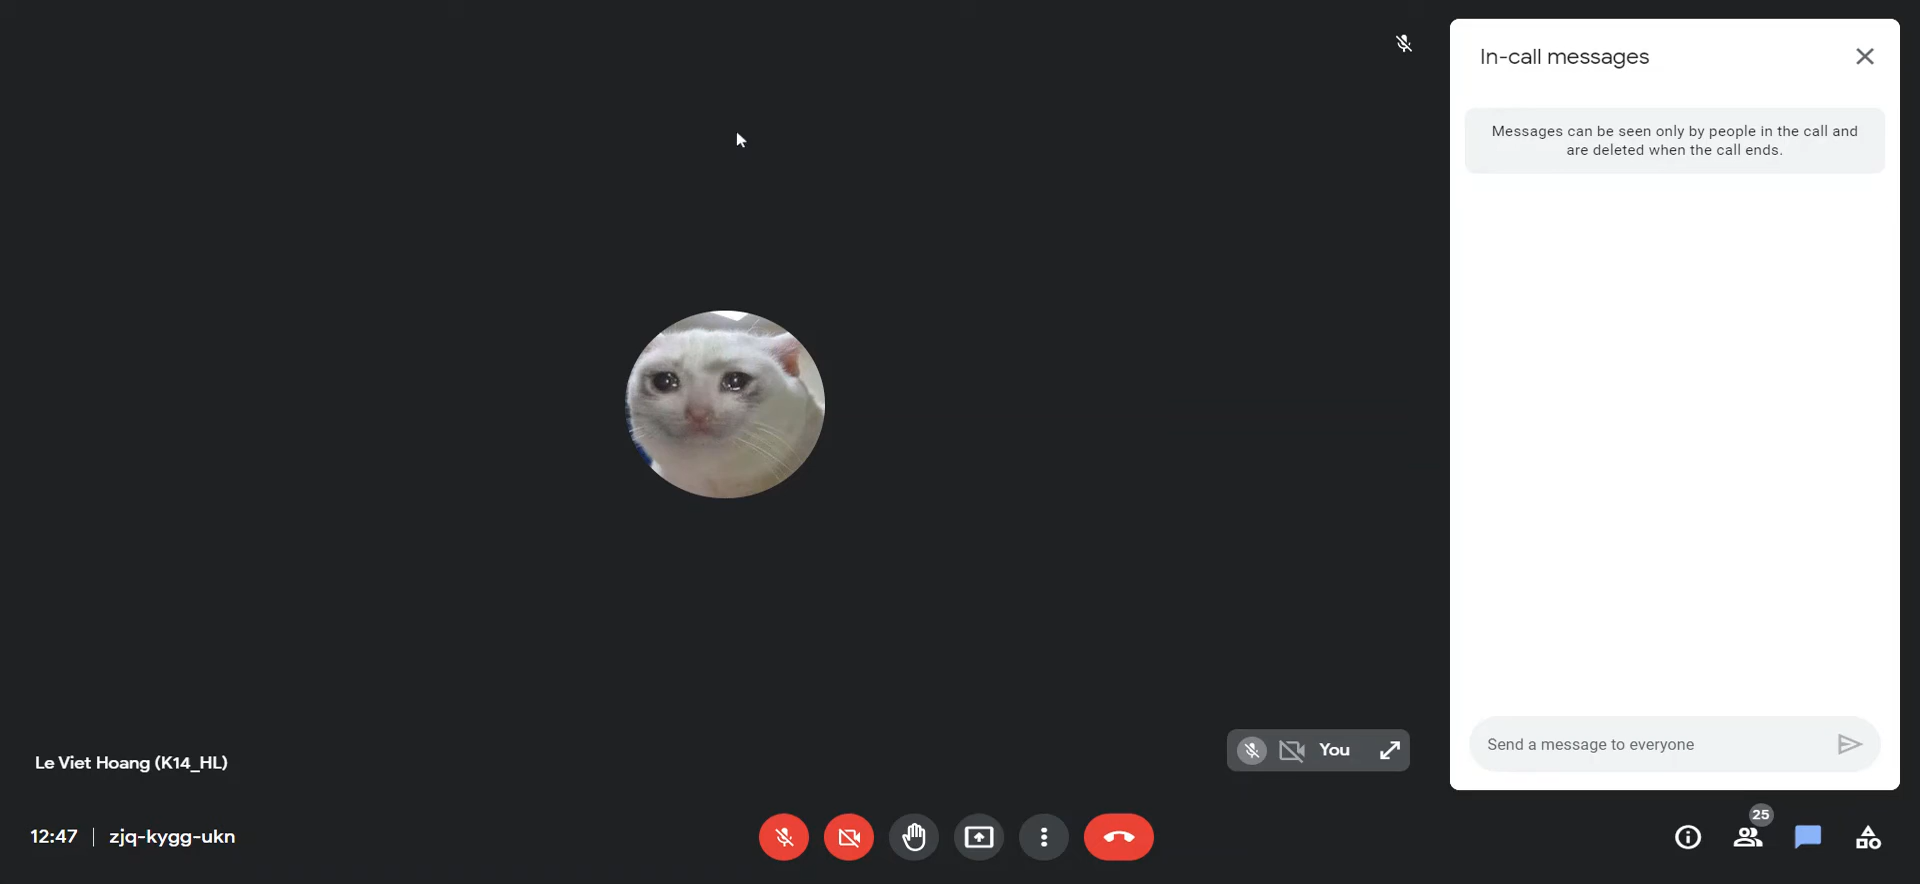 In-call messages
Messages can be seen only by people in the call and
are deleted when the call ends.
You
Send a message to everyone
Le Viet Hoang (K14_HL)
12:47 | zjq-kygg-ukn
25